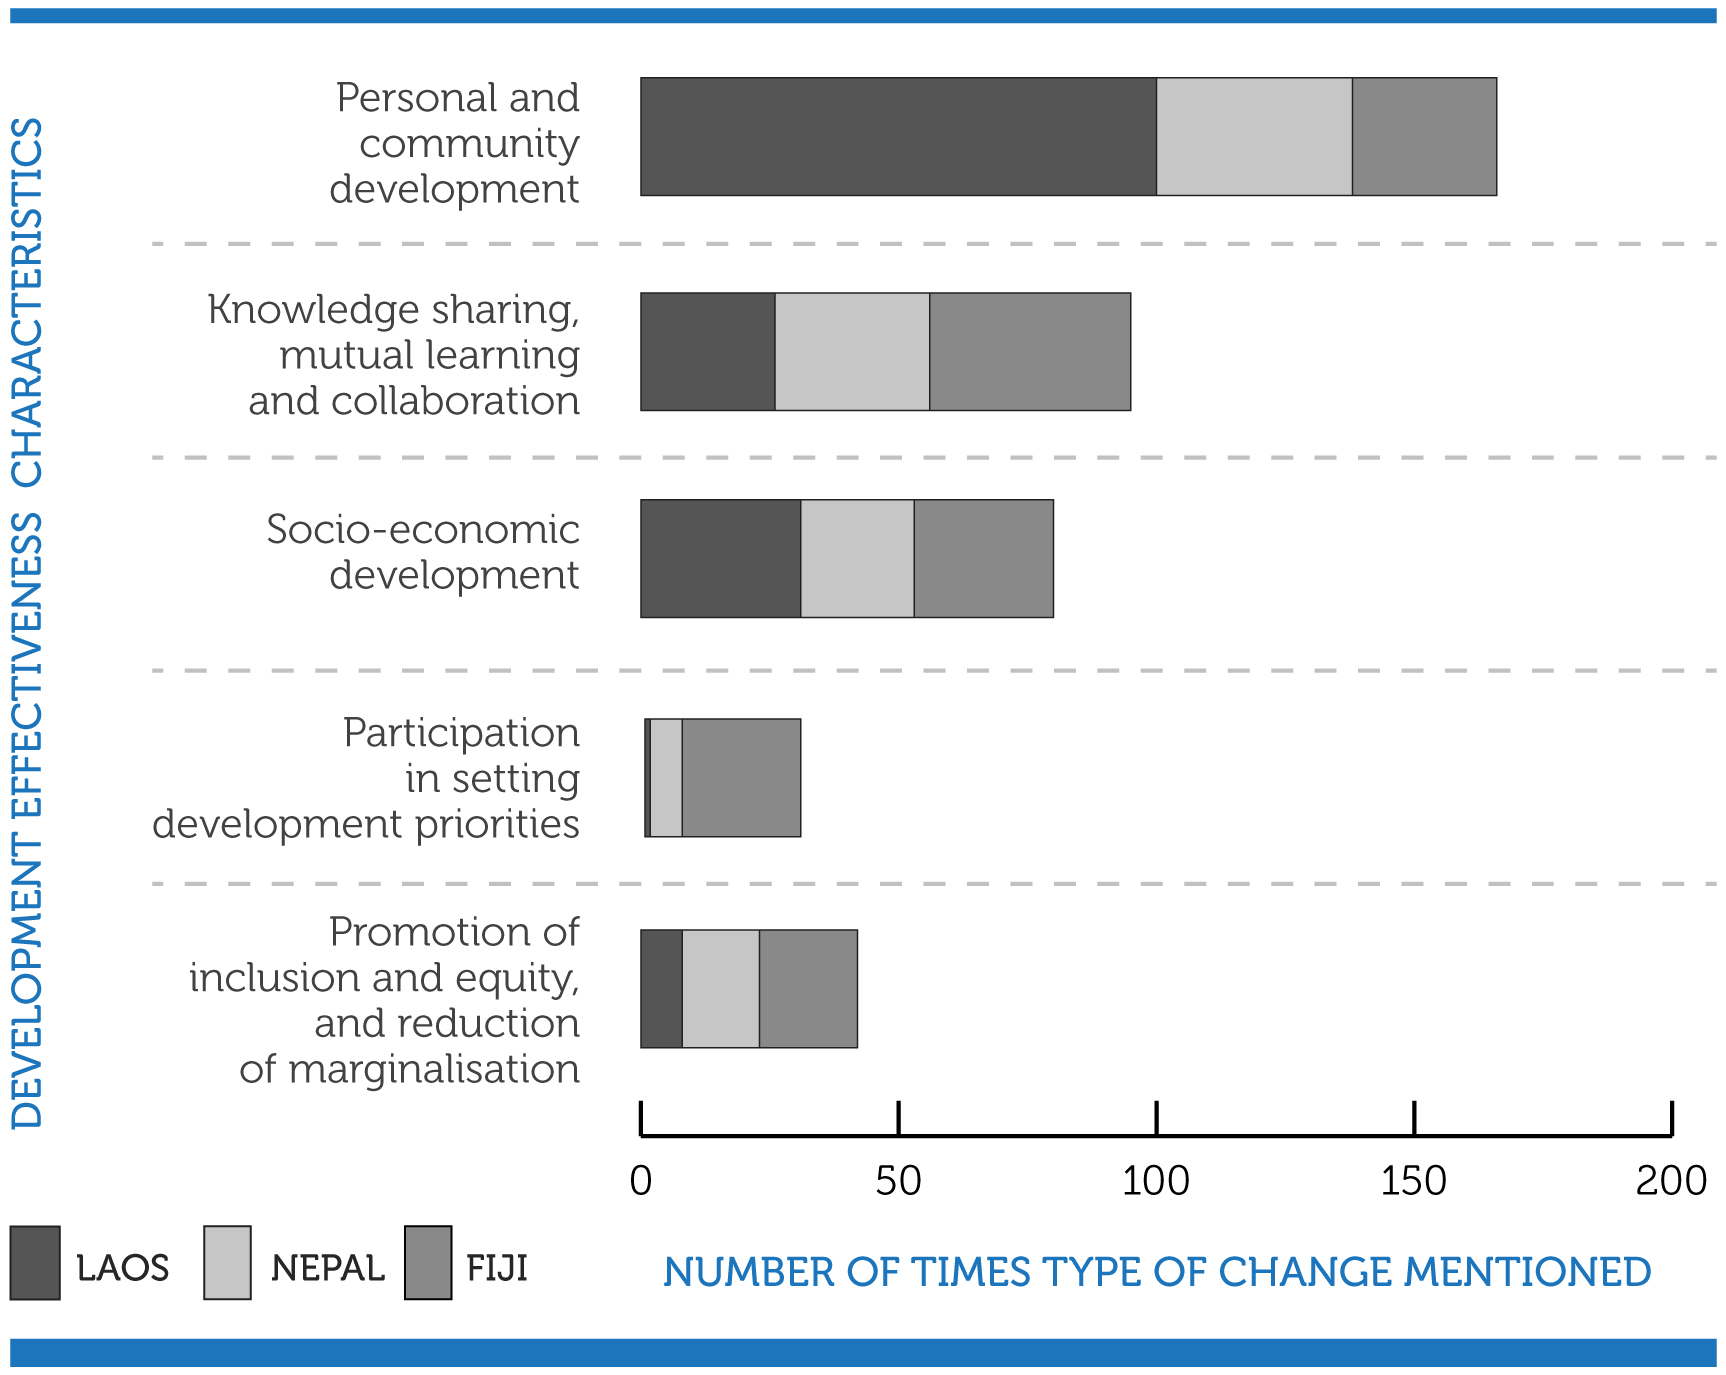 DEVELOPMENT EFFECTIVENESS CHARACTERISTICS
Personal and
community
development
Knowledge sharing,
mutual learning
and collaboration
Socio-economic
development
Participation
in setting
development priorities
Promotion of
inclusion and equity,
and reduction
of marginalisation
0 50 100 150 200
LAOS NEPAL FIJI
NUMBER OF TIMES TYPE OF CHANGE MENTIONED